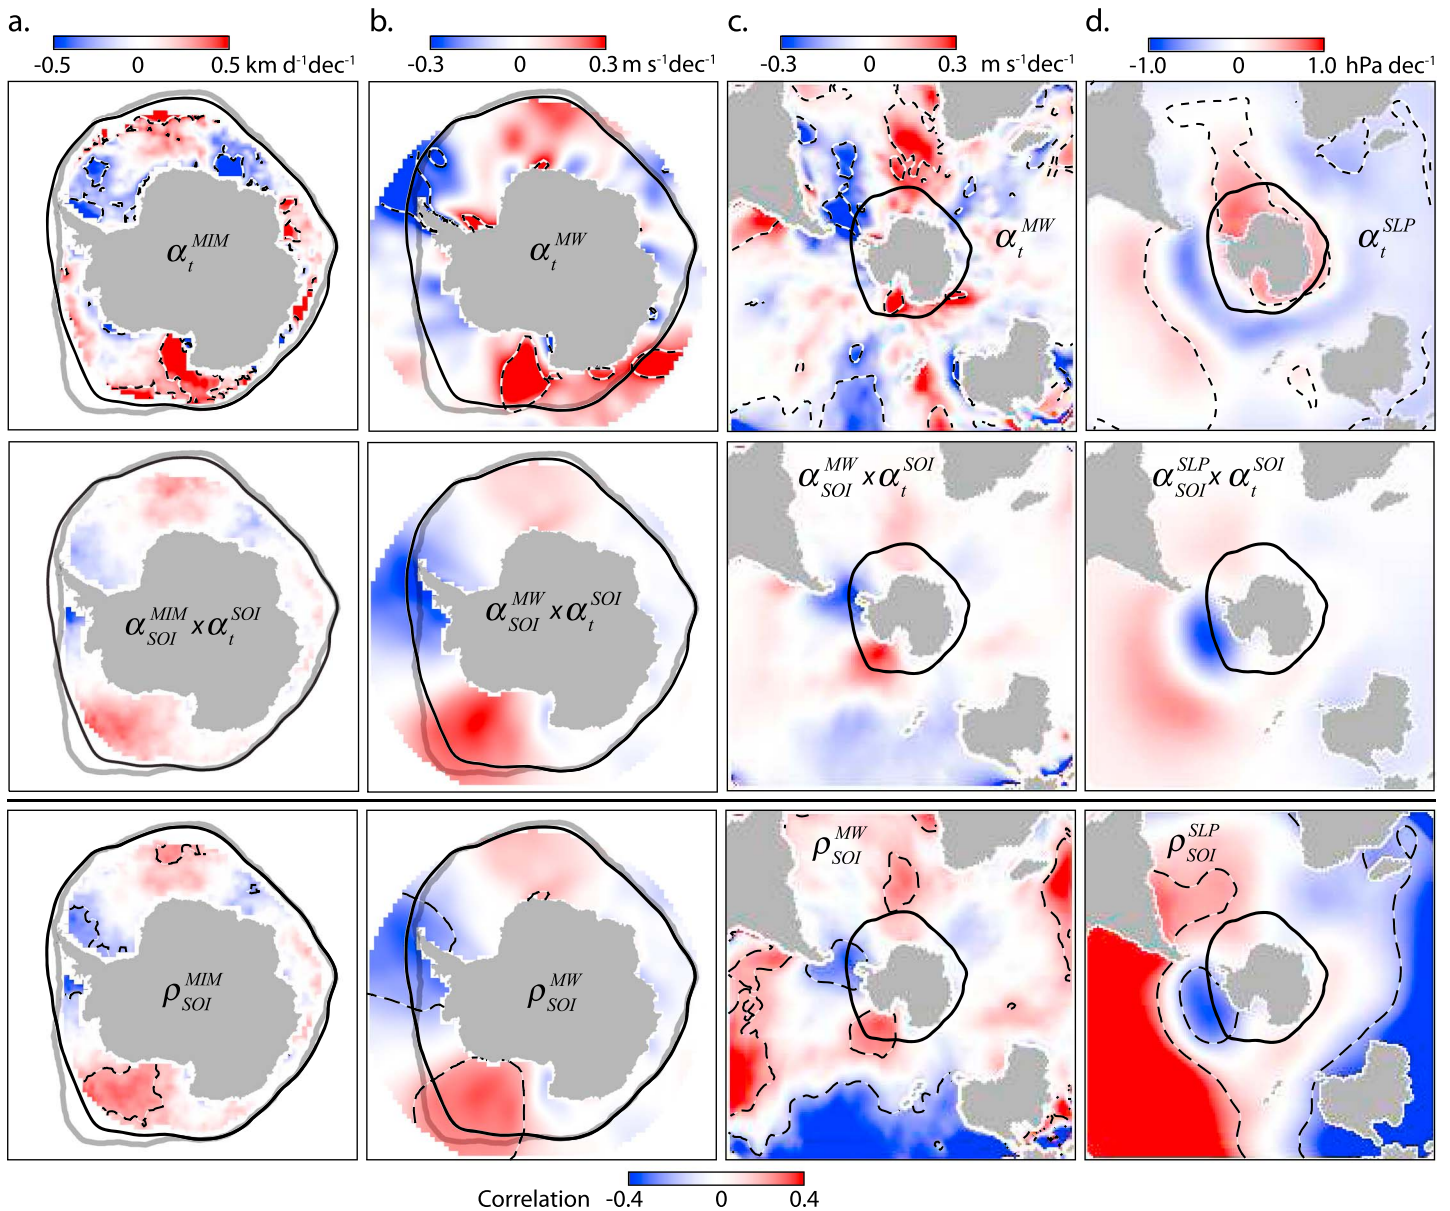 a. b. c. d.
-0.5 0 0.5 km d⁻¹dec⁻¹
-0.3 0 0.3 m s⁻¹dec⁻¹
-0.3 0 0.3 m s⁻¹dec⁻¹
-1.0 0 1.0 hPa dec⁻¹
α_t^MIM
α_t^MW
α_t^MW
α_t^SLP
α_SOI^MIM x α_t^SOI
α_SOI^MW x α_t^SOI
α_SOI^MW x α_t^SOI
α_SOI^SLP x α_t^SOI
ρ_SOI^MIM
ρ_SOI^MW
ρ_SOI^MW
ρ_SOI^SLP
Correlation -0.4 0 0.4